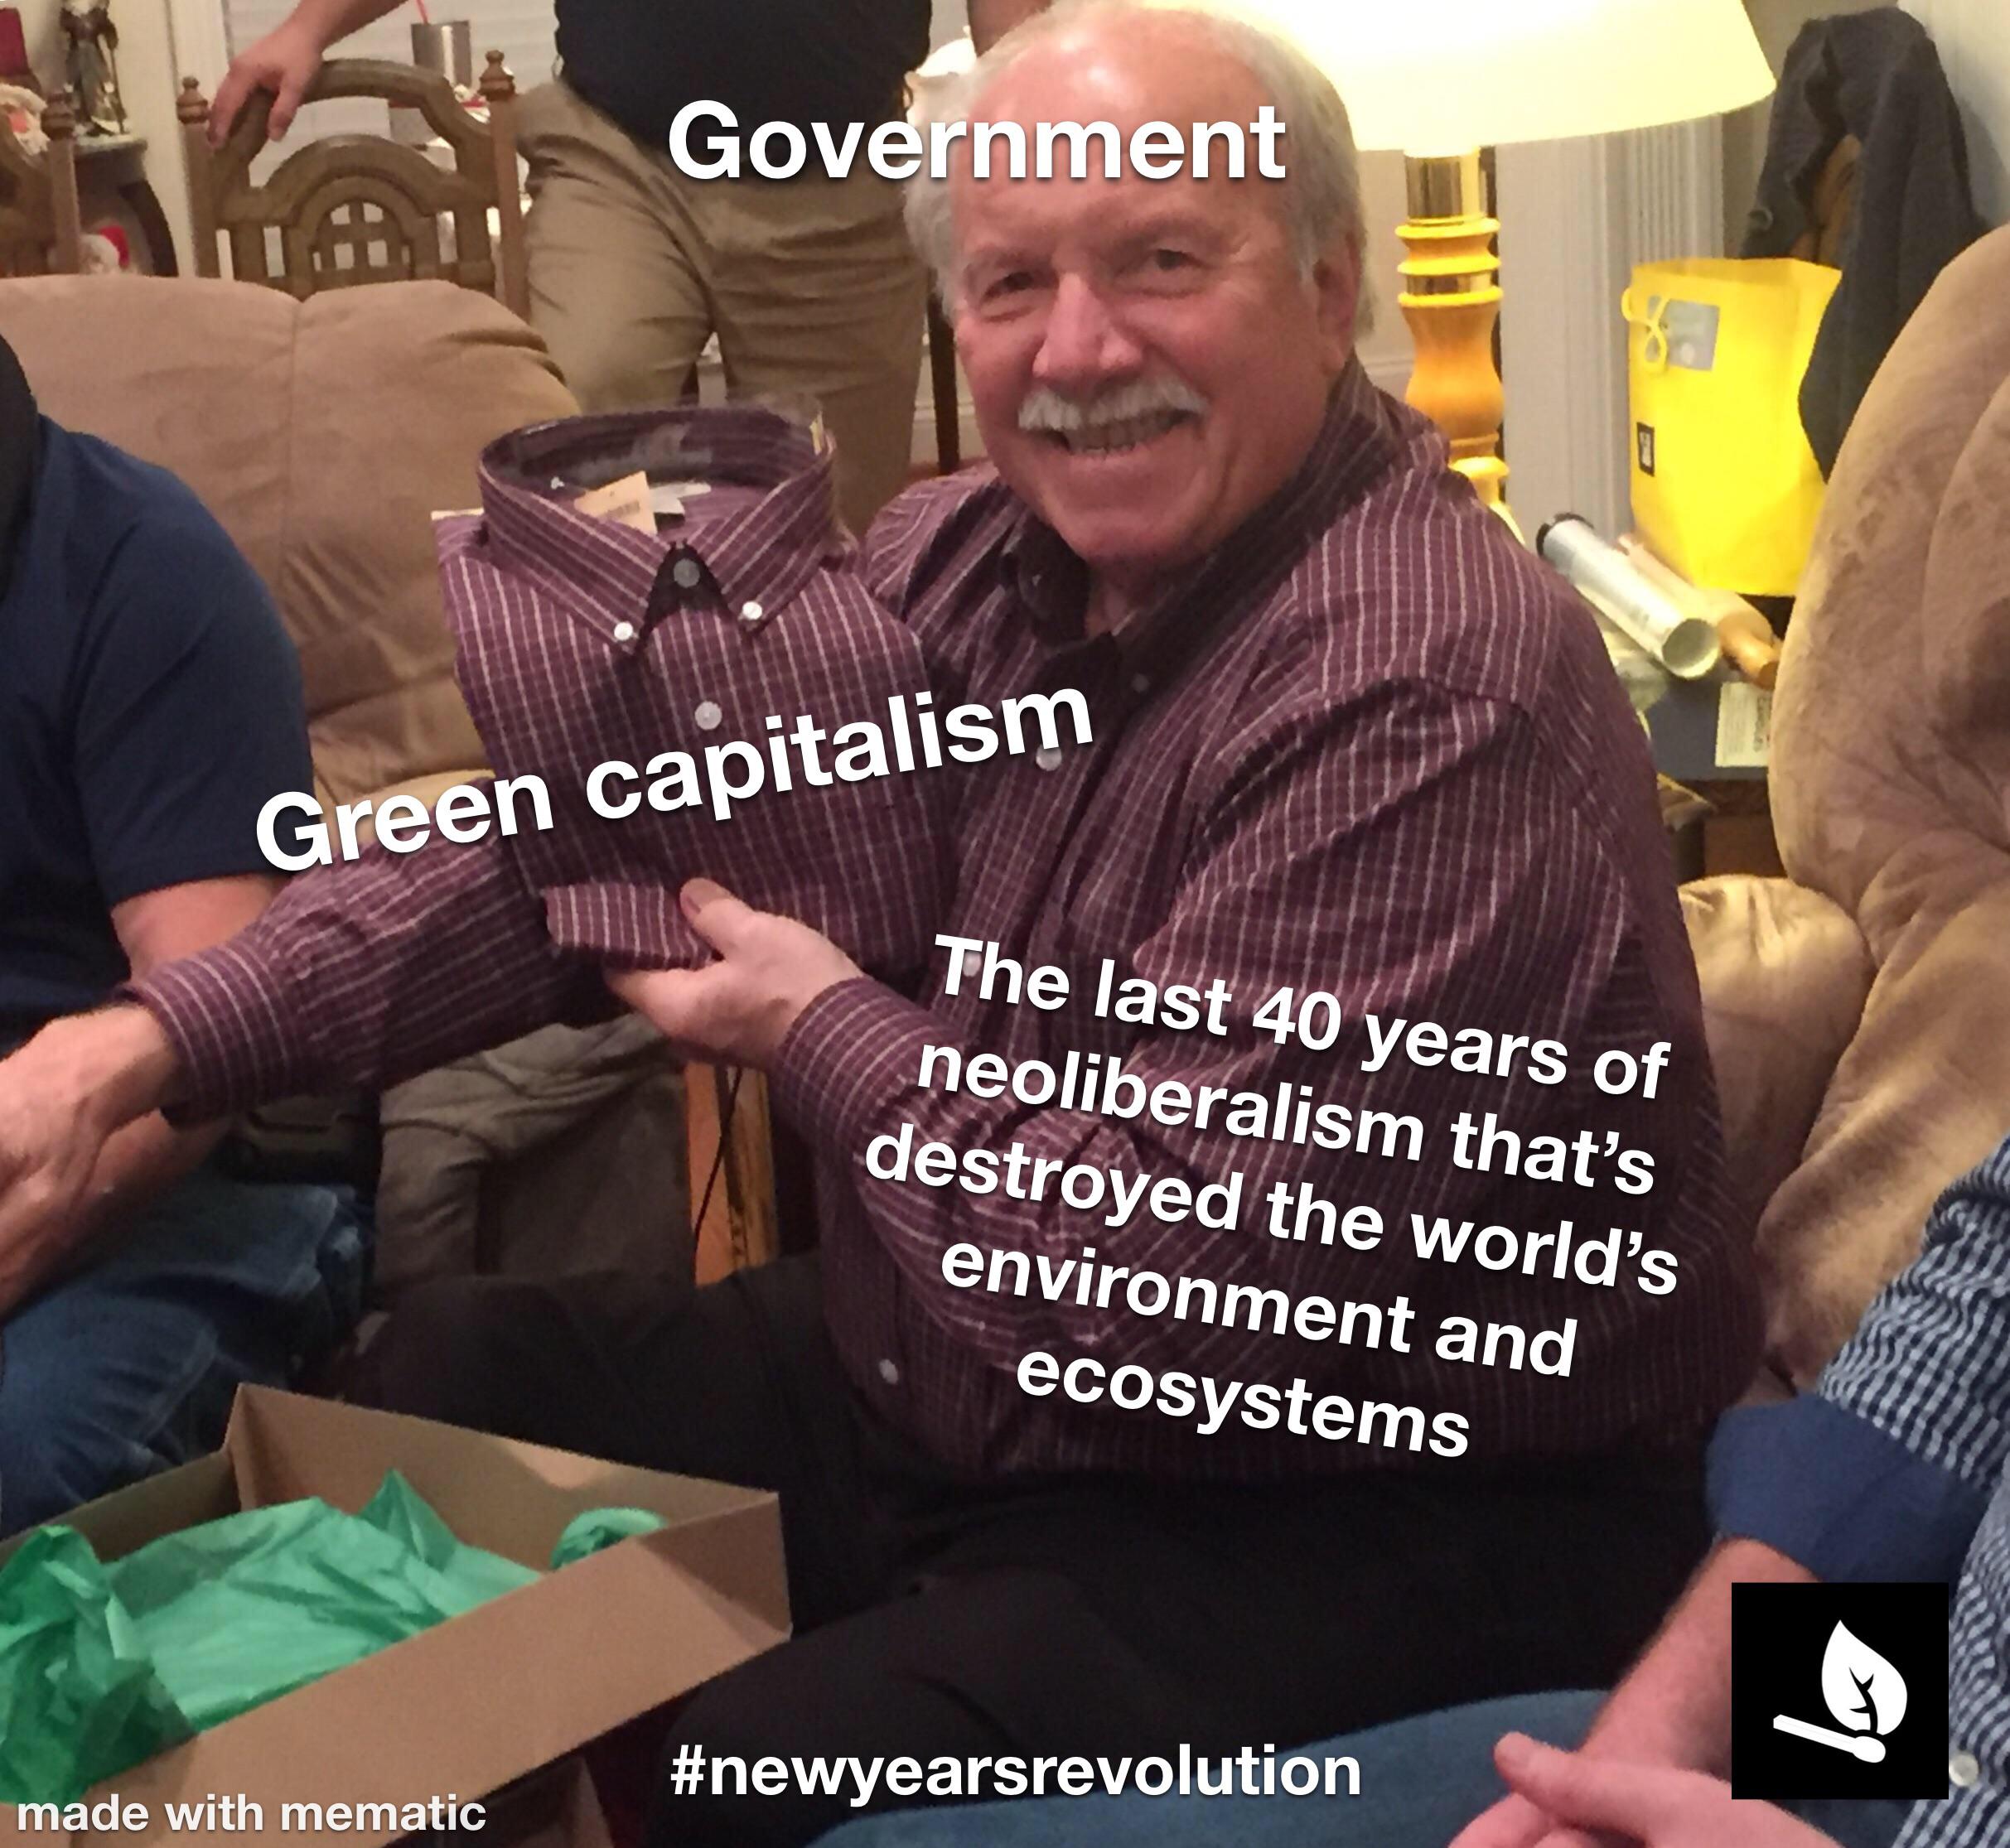 Government
Green capitalism
The last 40 years of
neoliberalism that’s
destroyed the world’s
environment and
ecosystems
#newyearsrevolution
made with mematic